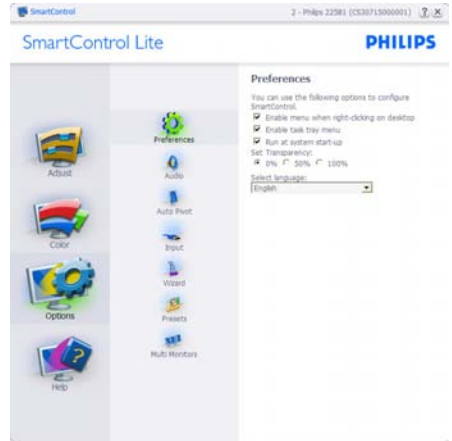 SmartControl
2 - Philips 225B1 (CS30715000001)
? X
SmartControl Lite
PHILIPS
Adjust
Color
Options
Help
Preferences
Audio
Auto Pivot
Input
Wizard
Presets
Multi Monitors
Preferences
You can use the following options to configure
SmartControl.
Enable menu when right-clicking on desktop
Enable task tray menu
Run at system start-up
Set Transparency:
0% 50% 100%
Select language:
English